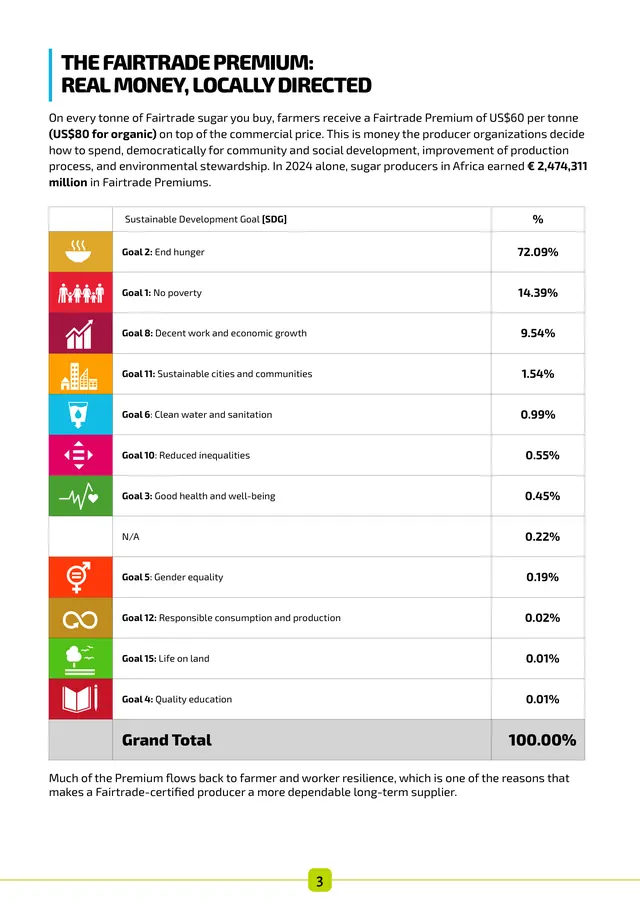 THE FAIRTRADE PREMIUM:
REAL MONEY, LOCALLY DIRECTED
On every tonne of Fairtrade sugar you buy, farmers receive a Fairtrade Premium of US$60 per tonne
(US$80 for organic) on top of the commercial price. This is money the producer organizations decide
how to spend, democratically for community and social development, improvement of production
process, and environmental stewardship. In 2024 alone, sugar producers in Africa earned € 2,474,311
million in Fairtrade Premiums.
Sustainable Development Goal [SDG] %
Goal 2: End hunger 72.09%
Goal 1: No poverty 14.39%
Goal 8: Decent work and economic growth 9.54%
Goal 11: Sustainable cities and communities 1.54%
Goal 6: Clean water and sanitation 0.99%
Goal 10: Reduced inequalities 0.55%
Goal 3: Good health and well-being 0.45%
N/A 0.22%
Goal 5: Gender equality 0.19%
Goal 12: Responsible consumption and production 0.02%
Goal 15: Life on land 0.01%
Goal 4: Quality education 0.01%
Grand Total 100.00%
Much of the Premium flows back to farmer and worker resilience, which is one of the reasons that
makes a Fairtrade-certified producer a more dependable long-term supplier.
3